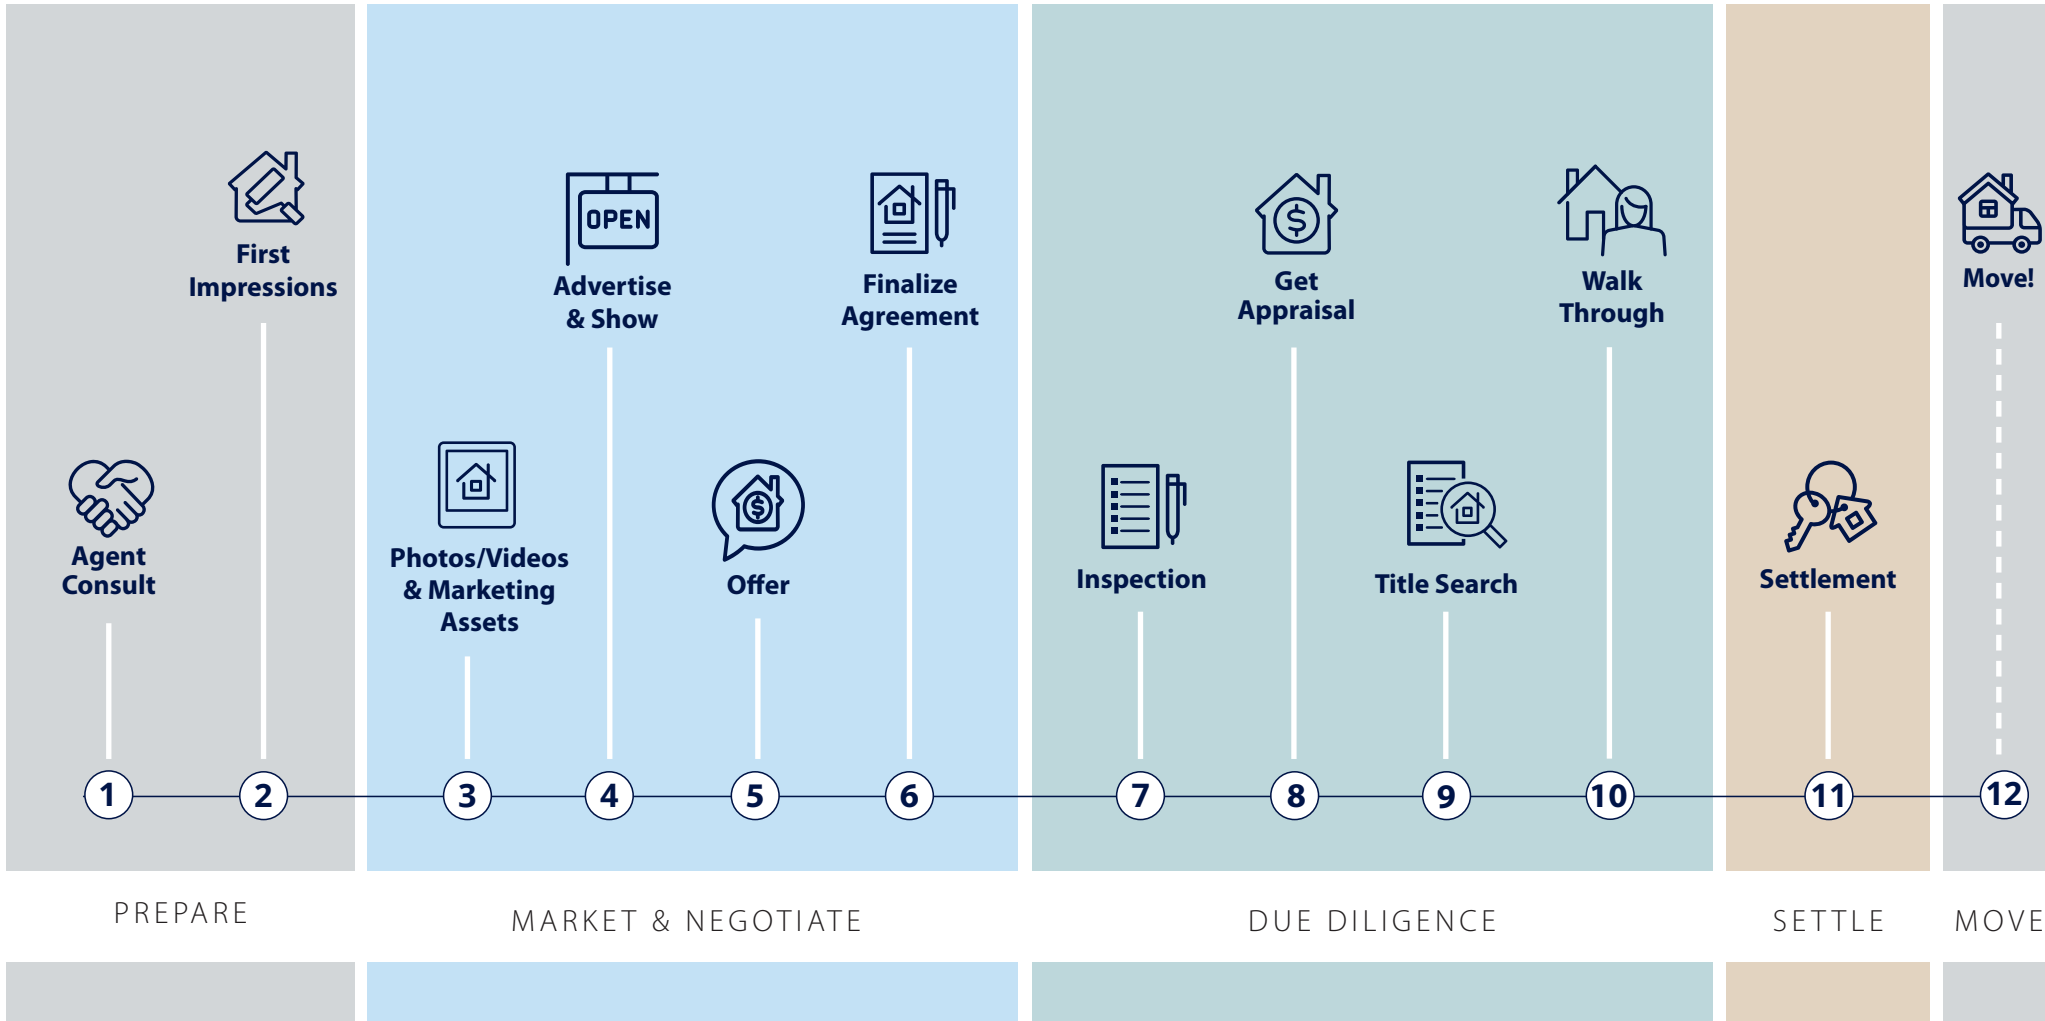 First
Impressions
OPEN
Advertise
& Show
Finalize
Agreement
$
Get
Appraisal
Walk
Through
Move!
Agent
Consult
Photos/Videos
& Marketing
Assets
$
Offer
Inspection
Title Search
Settlement
1
2
3
4
5
6
7
8
9
10
11
12
PREPARE
MARKET & NEGOTIATE
DUE DILIGENCE
SETTLE
MOVE